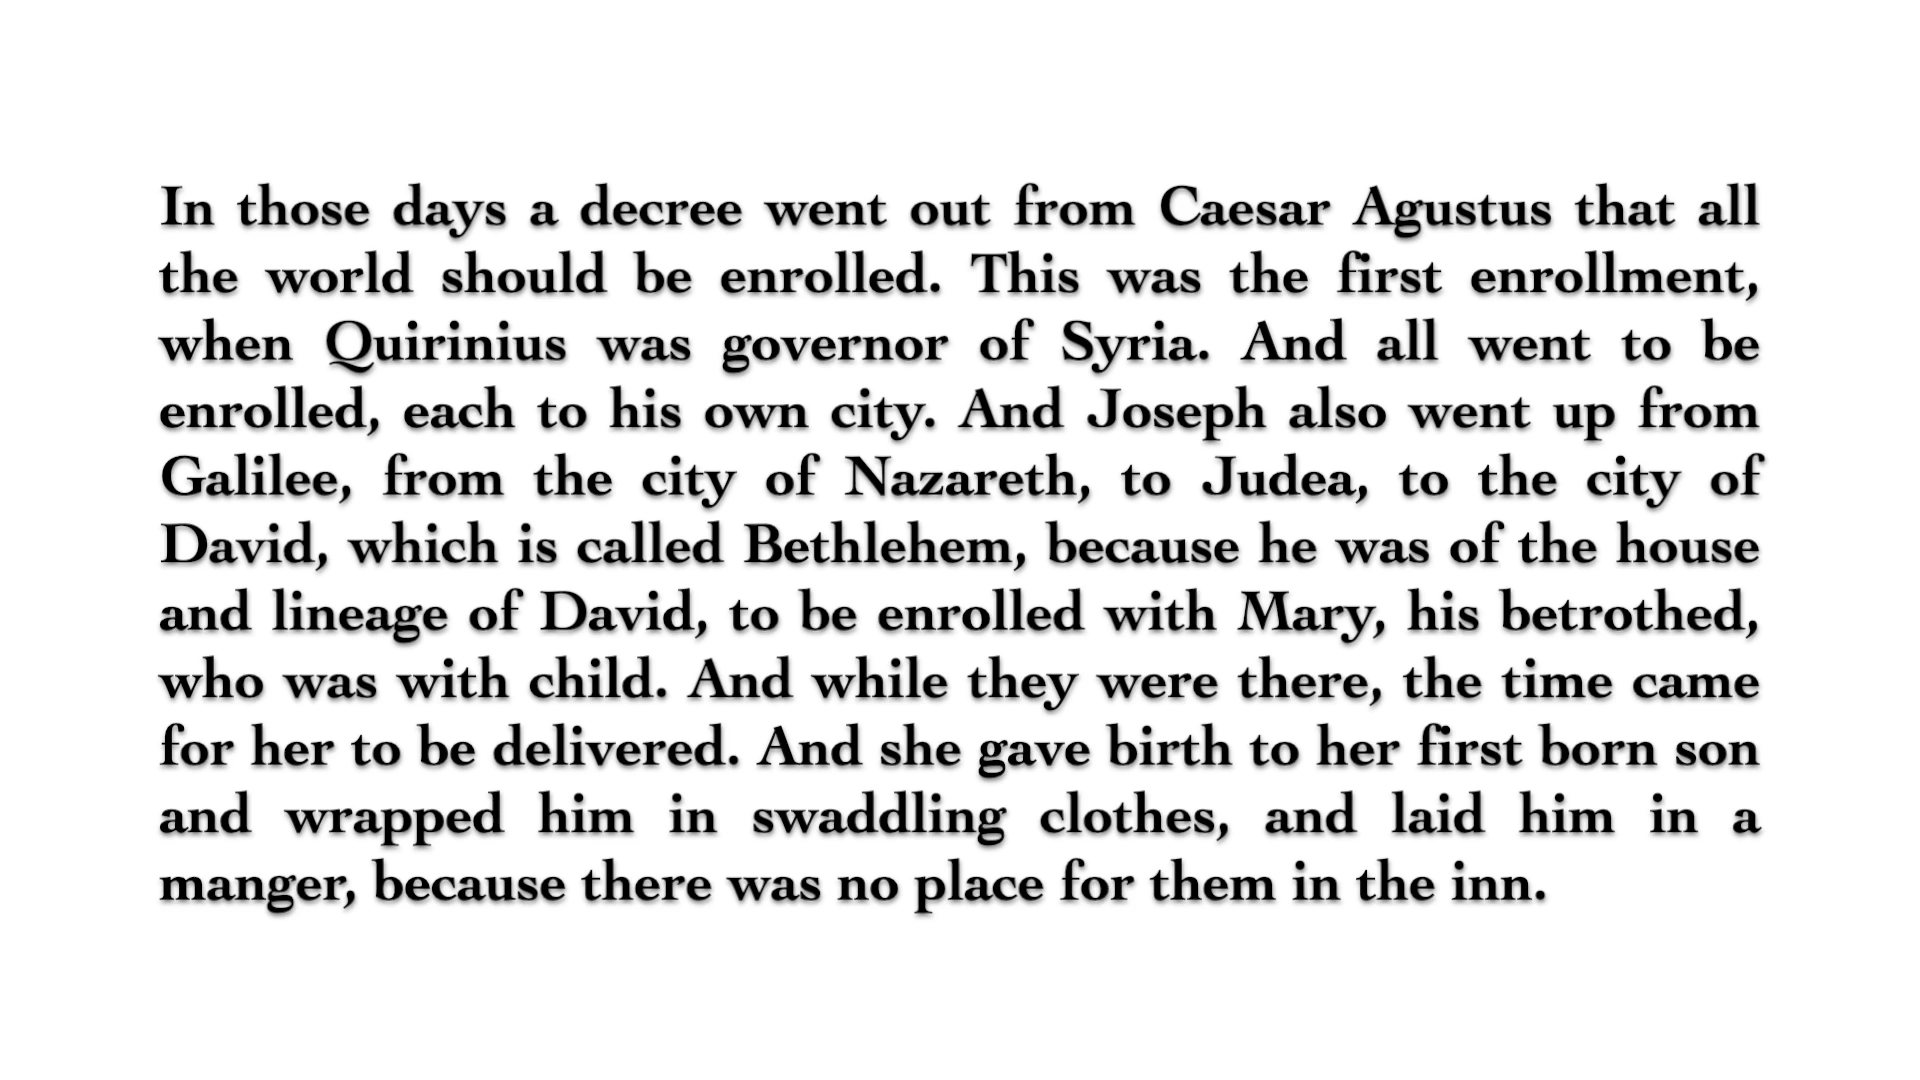 In those days a decree went out from Caesar Agustus that all
the world should be enrolled. This was the first enrollment,
when Quirinius was governor of Syria. And all went to be
enrolled, each to his own city. And Joseph also went up from
Galilee, from the city of Nazareth, to Judea, to the city of
David, which is called Bethlehem, because he was of the house
and lineage of David, to be enrolled with Mary, his betrothed,
who was with child. And while they were there, the time came
for her to be delivered. And she gave birth to her first born son
and wrapped him in swaddling clothes, and laid him in a
manger, because there was no place for them in the inn.